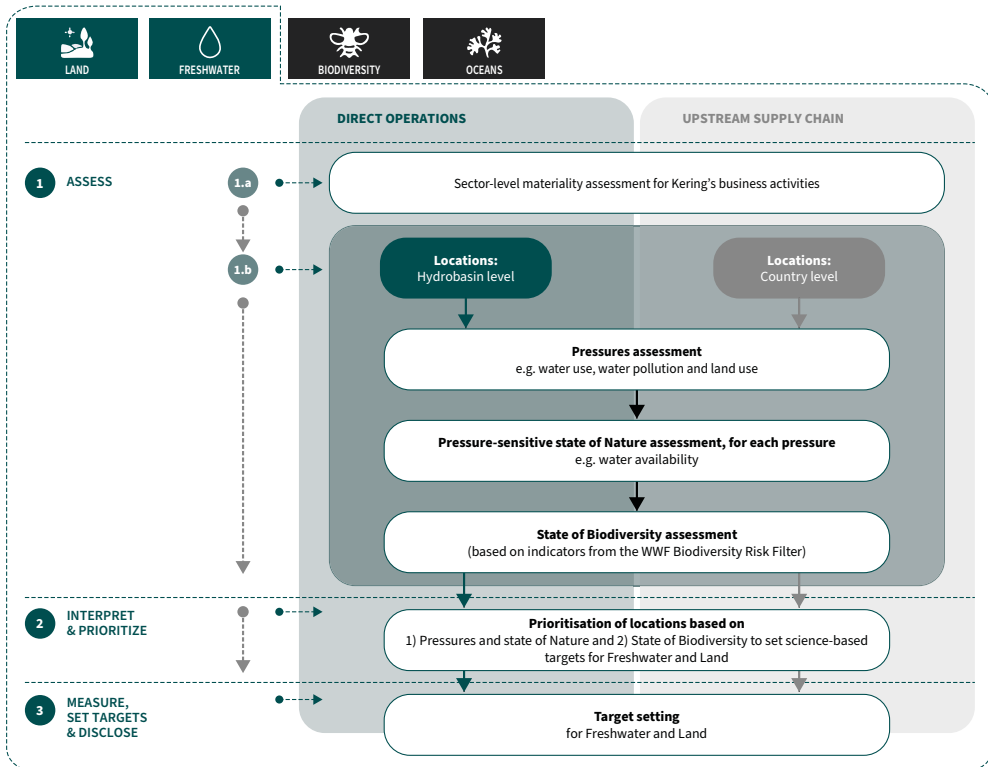 LAND
FRESHWATER
BIODIVERSITY
OCEANS
DIRECT OPERATIONS
UPSTREAM SUPPLY CHAIN
1
ASSESS
1.a
Sector-level materiality assessment for Kering’s business activities
1.b
Locations:
Hydrobasin level
Locations:
Country level
Pressures assessment
e.g. water use, water pollution and land use
Pressure-sensitive state of Nature assessment, for each pressure
e.g. water availability
State of Biodiversity assessment
(based on indicators from the WWF Biodiversity Risk Filter)
2
INTERPRET
& PRIORITIZE
Prioritisation of locations based on
1) Pressures and state of Nature and 2) State of Biodiversity to set science-based
targets for Freshwater and Land
3
MEASURE,
SET TARGETS
& DISCLOSE
Target setting
for Freshwater and Land